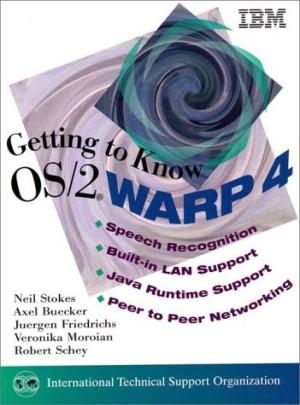 IBM
Getting to Know
OS/2® WARP 4
• Speech Recognition
• Built-in LAN Support
• Java Runtime Support
• Peer to Peer Networking
Neil Stokes
Axel Buecker
Juergen Friedrichs
Veronika Moroian
Robert Schey
International Technical Support Organization